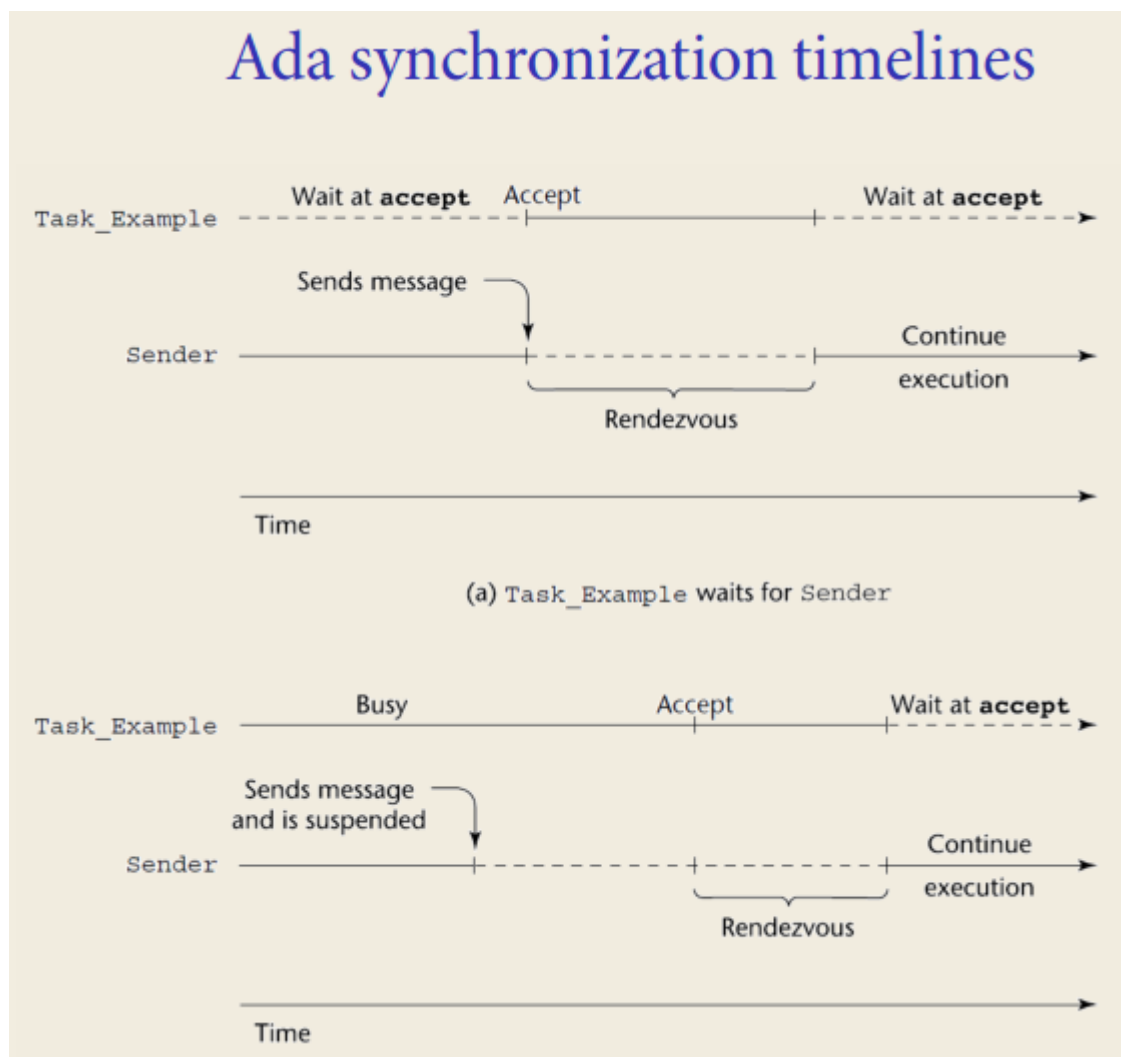 Ada synchronization timelines
Wait at accept Accept Wait at accept
Task_Example
Sends message
Sender
Continue
execution
Rendezvous
Time
(a) Task_Example waits for Sender
Busy Accept Wait at accept
Task_Example
Sends message
and is suspended
Sender
Continue
execution
Rendezvous
Time